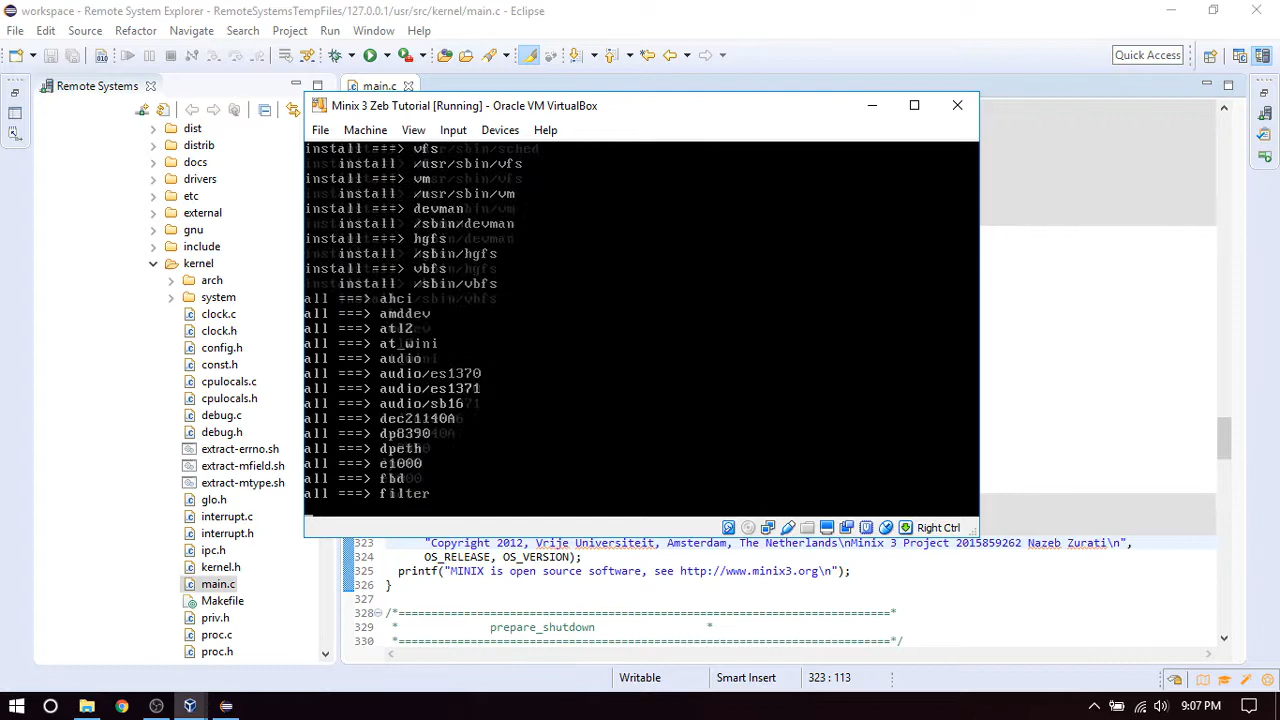 workspace - Remote System Explorer - RemoteSystemsTempFiles/127.0.0.1/usr/src/kernel/main.c - Eclipse
File Edit Source Refactor Navigate Search Project Run Window Help
Quick Access
Remote Systems
main.c
dist
distrib
docs
drivers
etc
external
gnu
include
kernel
arch
system
clock.c
clock.h
config.h
const.h
cpulocals.c
cpulocals.h
debug.c
debug.h
extract-errno.sh
extract-mfield.sh
extract-mtype.sh
glo.h
interrupt.c
interrupt.h
ipc.h
kernel.h
main.c
Makefile
priv.h
proc.c
proc.h
Minix 3 Zeb Tutorial [Running] - Oracle VM VirtualBox
File Machine View Input Devices Help
install ===> vfs
install /usr/sbin/vfs
install ===> vm
install /usr/sbin/vm
install ===> devman
install /sbin/devman
install ===> hgfs
install /sbin/hgfs
install ===> vbfs
install /sbin/vbfs
all ===> ahci
all ===> amddev
all ===> atl2
all ===> at_wini
all ===> audio
all ===> audio/es1370
all ===> audio/es1371
all ===> audio/sb16
all ===> dec21140A
all ===> dp8390
all ===> dpeth
all ===> e1000
all ===> fbd
all ===> filter
Right Ctrl
323 "Copyright 2012, Vrije Universiteit, Amsterdam, The Netherlands\nMinix 3 Project 2015859262 Nazeb Zurati\n",
324 OS_RELEASE, OS_VERSION);
325 printf("MINIX is open source software, see http://www.minix3.org\n");
326 }
327
328 /*===========================================================================*
329 * prepare_shutdown *
330 *===========================================================================*/
Writable Smart Insert 323 : 113
9:07 PM